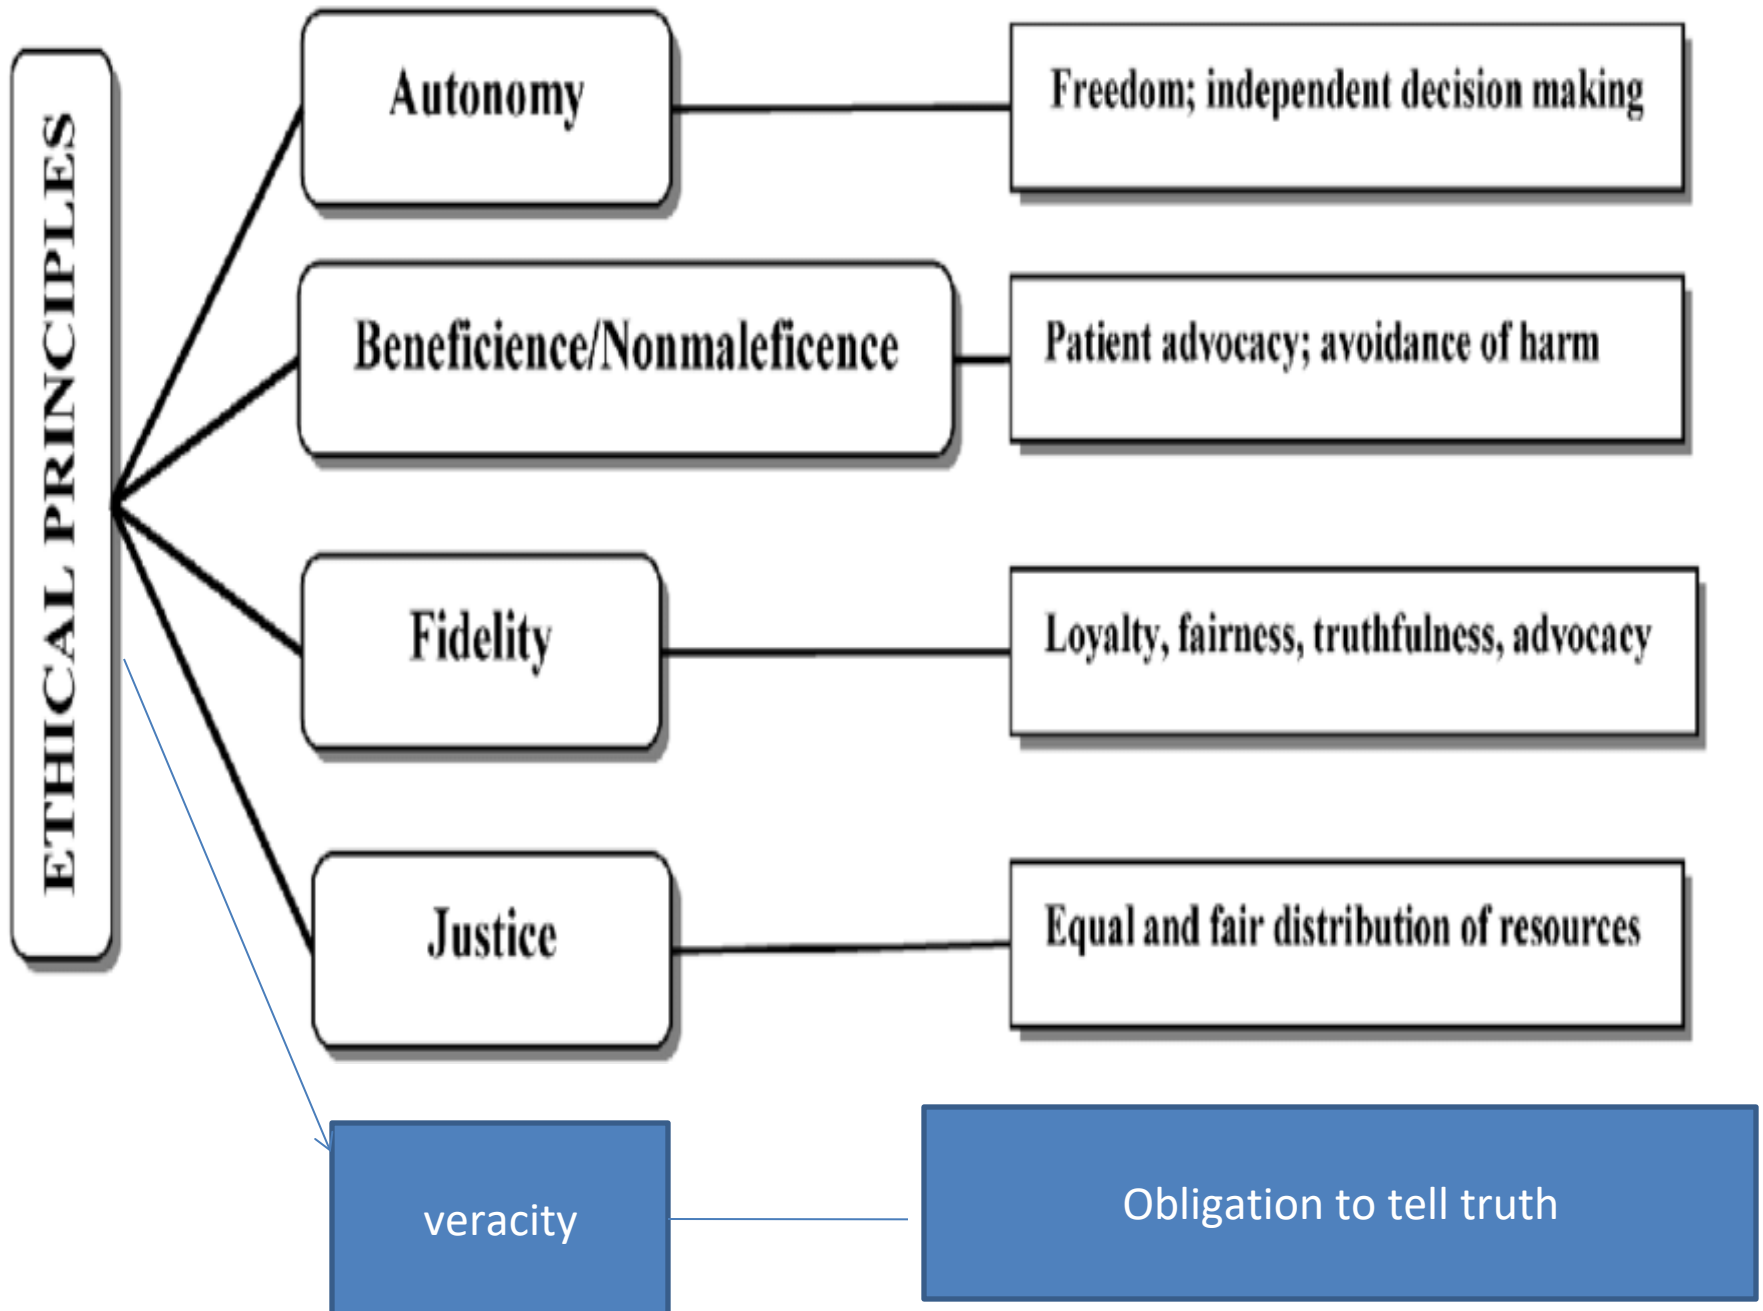 ETHICAL PRINCIPLES
Autonomy
Freedom; independent decision making
Beneficience/Nonmaleficence
Patient advocacy; avoidance of harm
Fidelity
Loyalty, fairness, truthfulness, advocacy
Justice
Equal and fair distribution of resources
veracity
Obligation to tell truth